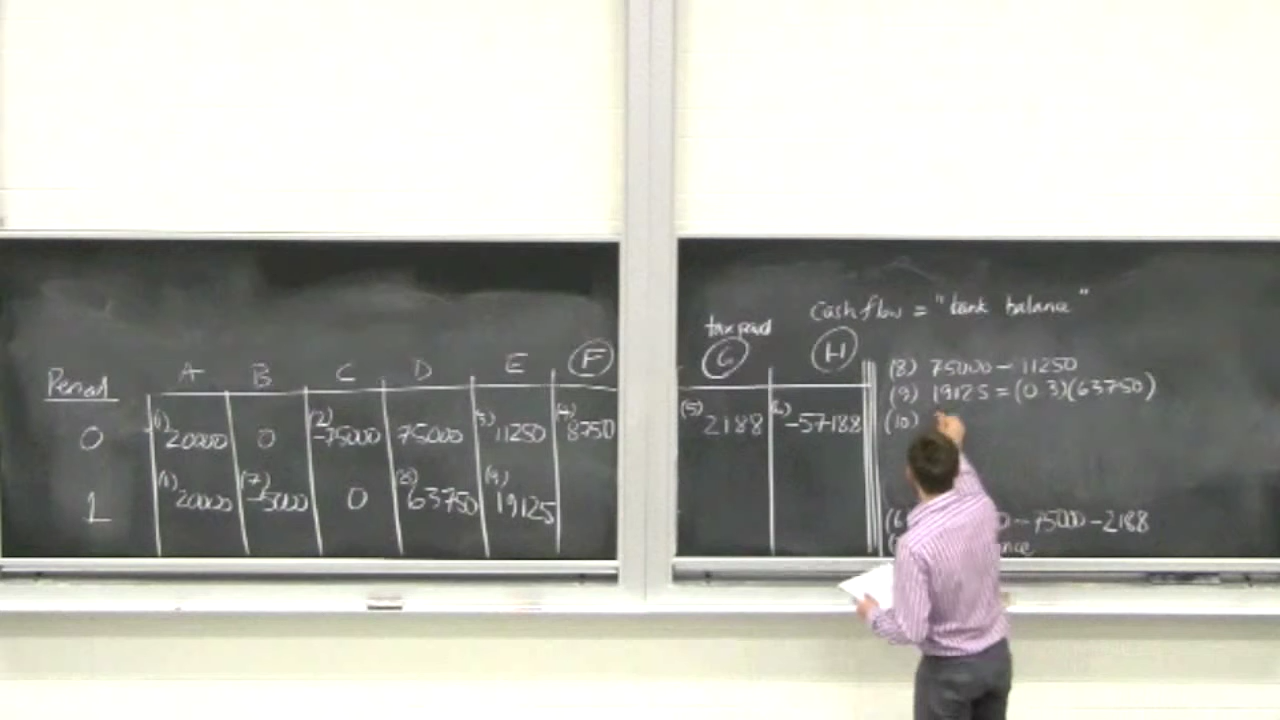 Cashflow = "bank balance"
tax paid
Period A B C D E F G H
0 (1) 20000 0 (2) -75000 75000 (3) 11250 (4) 8750 (5) 2188 (6) -57188
1 (1) 20000 (7) -5000 0 (8) 63750 (9) 19125
(8) 75000 - 11250
(9) 19125 = (0.3)(63750)
(10)
- 75000 - 2188